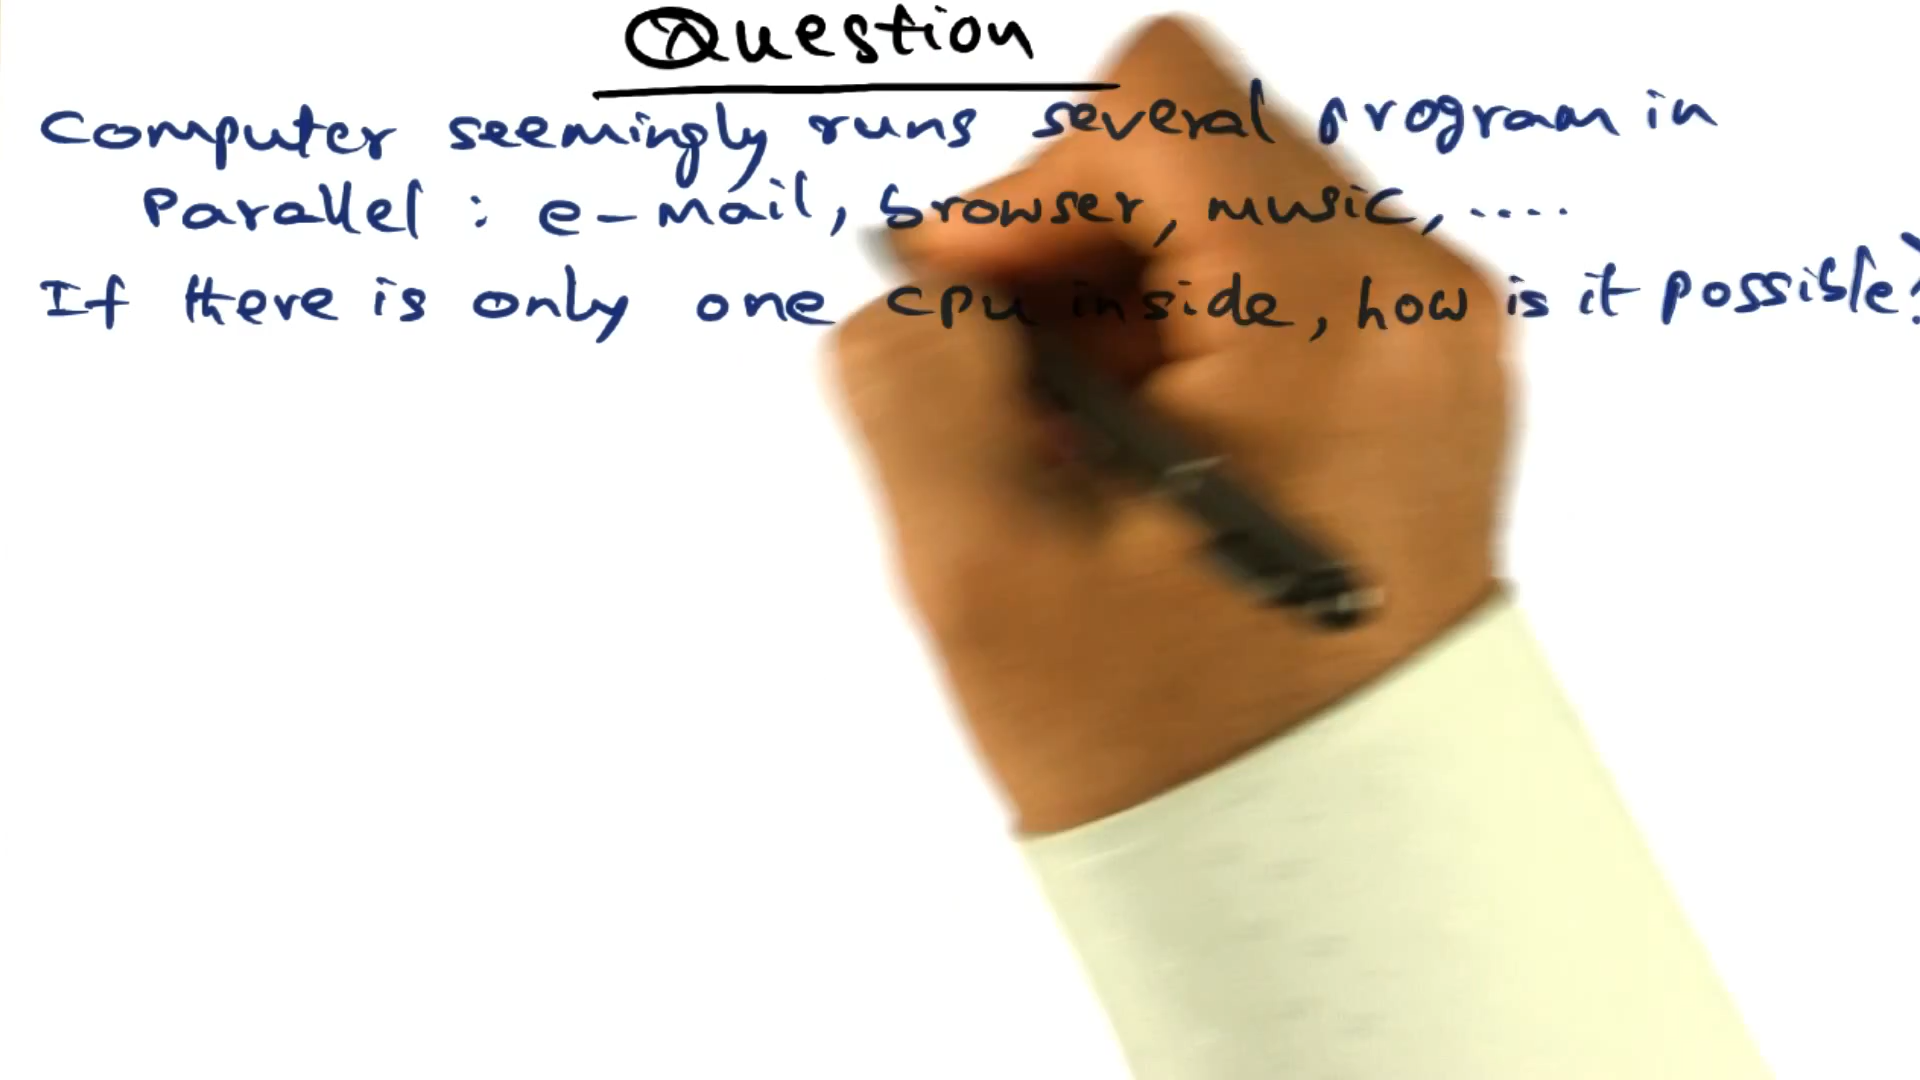 Question
Computer seemingly runs several program in
Parallel : e-mail, browser, music, ....
If there is only one cpu inside, how is it possible?